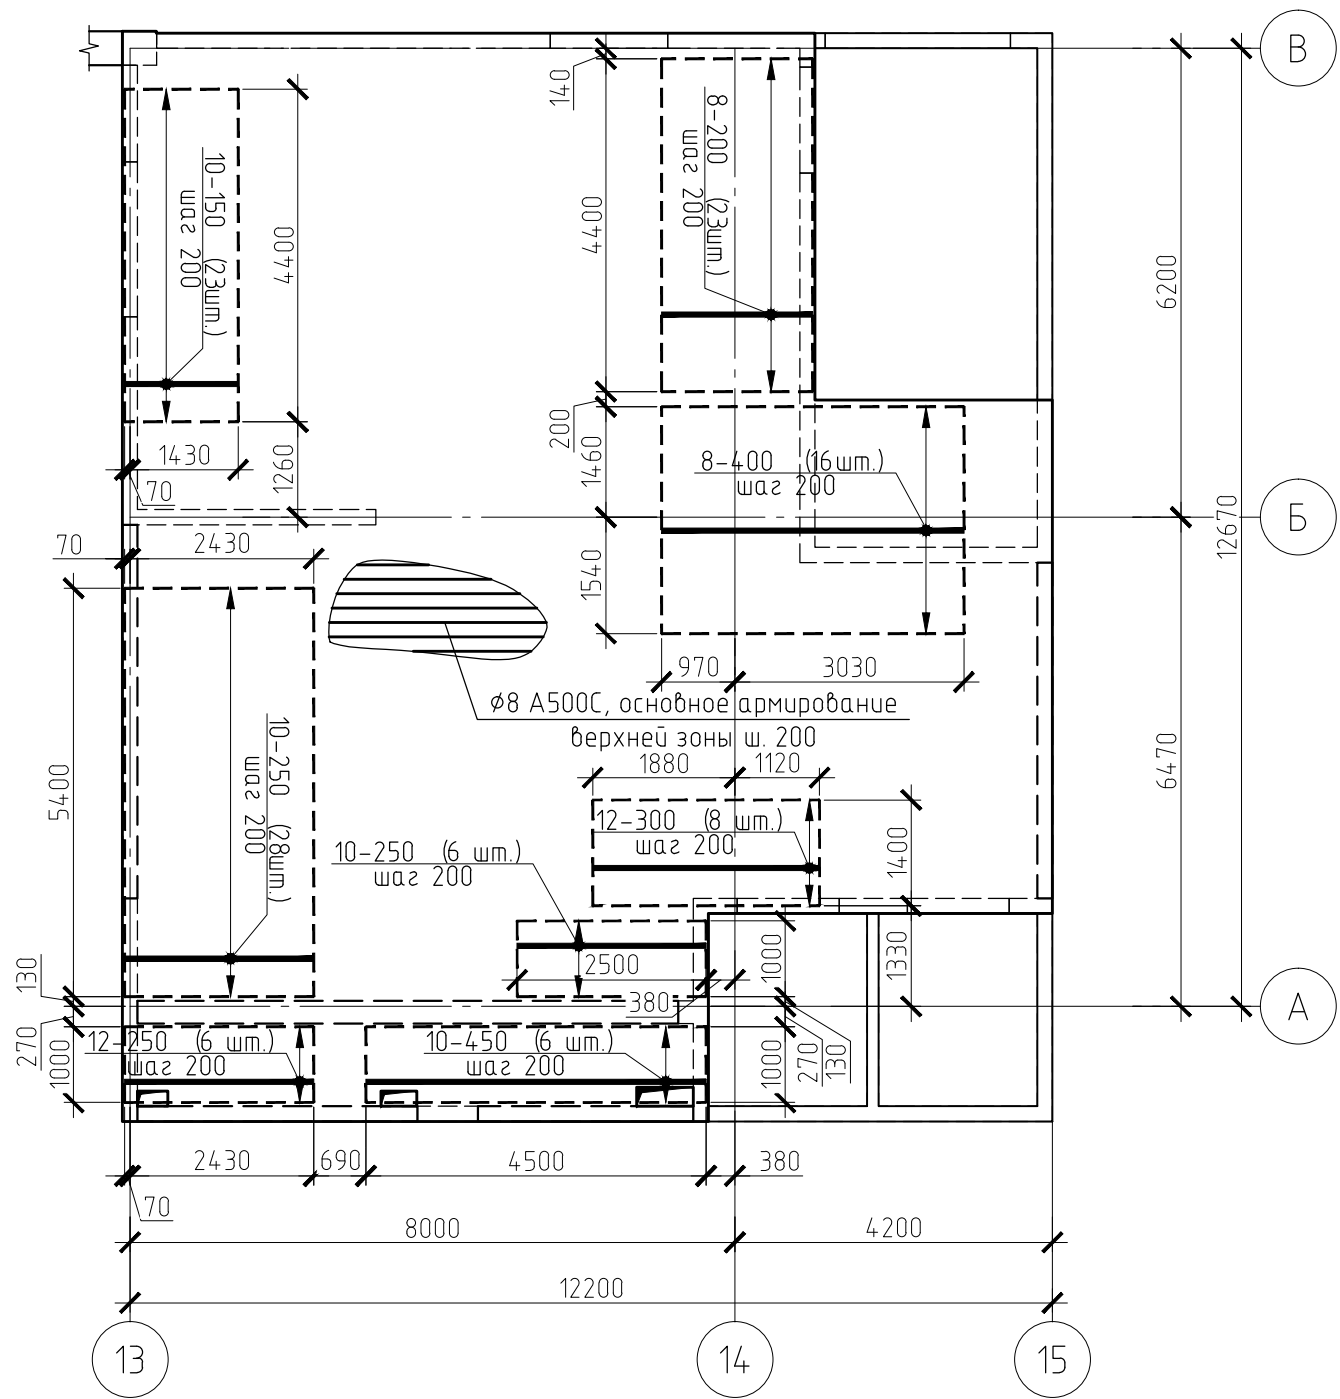 В
140
6200
8-200 (23шт.)
шаг 200
10-150 (23шт.)
шаг 200
4400
4400
200
1430
70
1260
1460
8-400 (16шт.)
шаг 200
Б
12670
70
2430
1540
970
3030
Ø8 А500С, основное армирование
верхней зоны ш. 200
1880
1120
6470
5400
10-250 (28шт.)
шаг 200
12-300 (8 шт.)
шаг 200
1400
10-250 (6 шт.)
шаг 200
130
2500
1000
1330
380
А
270
1000
12-250 (6 шт.)
шаг 200
10-450 (6 шт.)
шаг 200
1000
270
130
2430
690
4500
380
70
8000
4200
12200
13
14
15